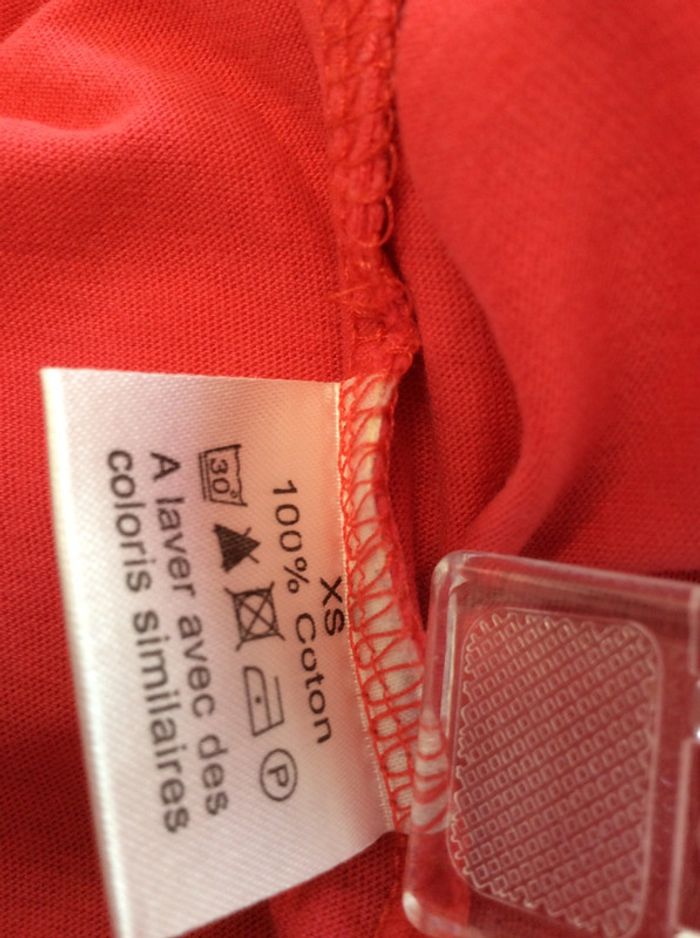 XS
100% Coton
30° P
A laver avec des
coloris similaires